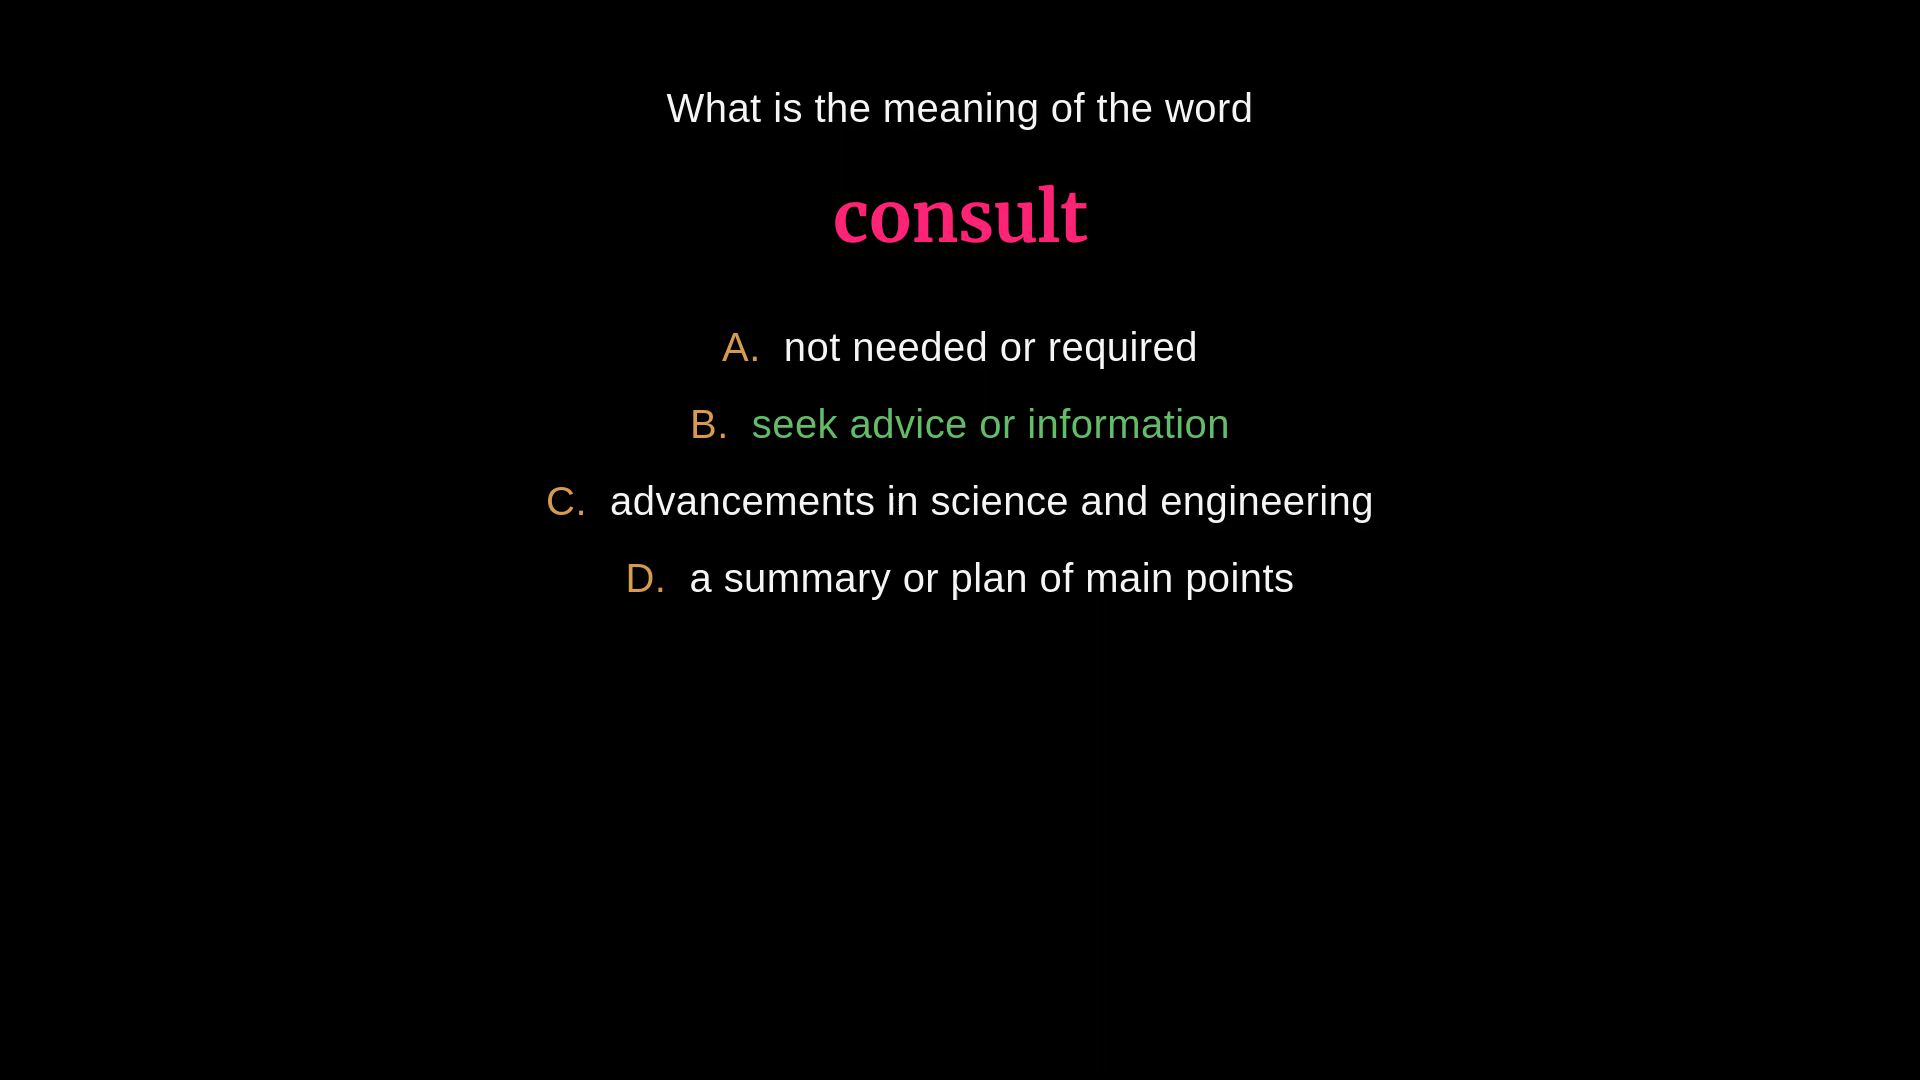 What is the meaning of the word
consult
A. not needed or required
B. seek advice or information
C. advancements in science and engineering
D. a summary or plan of main points